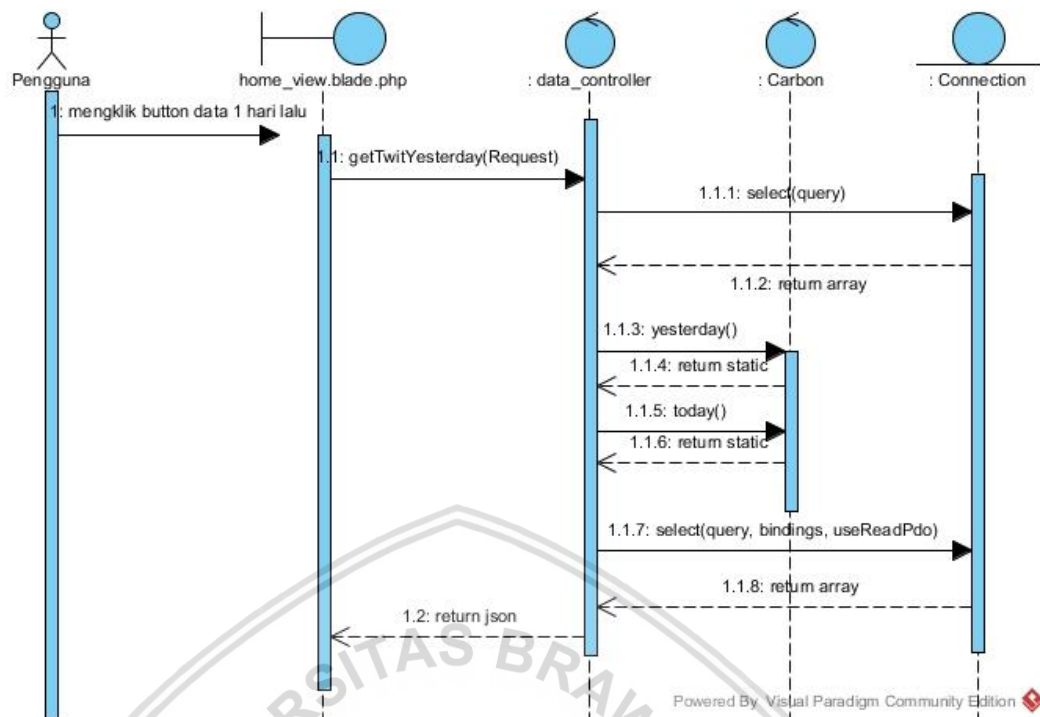 Pengguna
home_view.blade.php
: data_controller
: Carbon
: Connection
1: mengklik button data 1 hari lalu
1.1: getTwitYesterday(Request)
1.1.1: select(query)
1.1.2: return array
1.1.3: yesterday()
1.1.4: return static
1.1.5: today()
1.1.6: return static
1.1.7: select(query, bindings, useReadPdo)
1.1.8: return array
1.2: return json
RSITAS BRAW
Powered By Visual Paradigm Community Edition